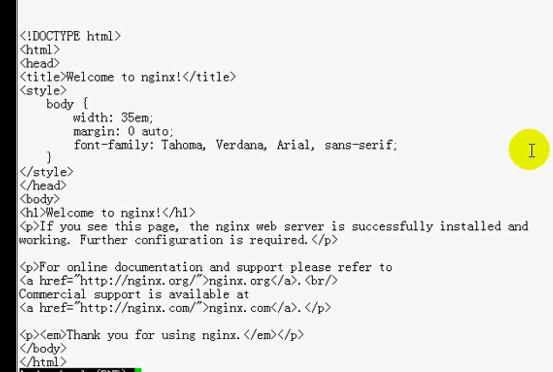 <!DOCTYPE html>
<html>
<head>
<title>Welcome to nginx!</title>
<style>
    body {
        width: 35em;
        margin: 0 auto;
        font-family: Tahoma, Verdana, Arial, sans-serif;
    }
</style>
</head>
<body>
<h1>Welcome to nginx!</h1>
<p>If you see this page, the nginx web server is successfully installed and
working. Further configuration is required.</p>

<p>For online documentation and support please refer to
<a href="http://nginx.org/">nginx.org</a>.<br/>
Commercial support is available at
<a href="http://nginx.com/">nginx.com</a>.</p>

<p><em>Thank you for using nginx.</em></p>
</body>
</html>